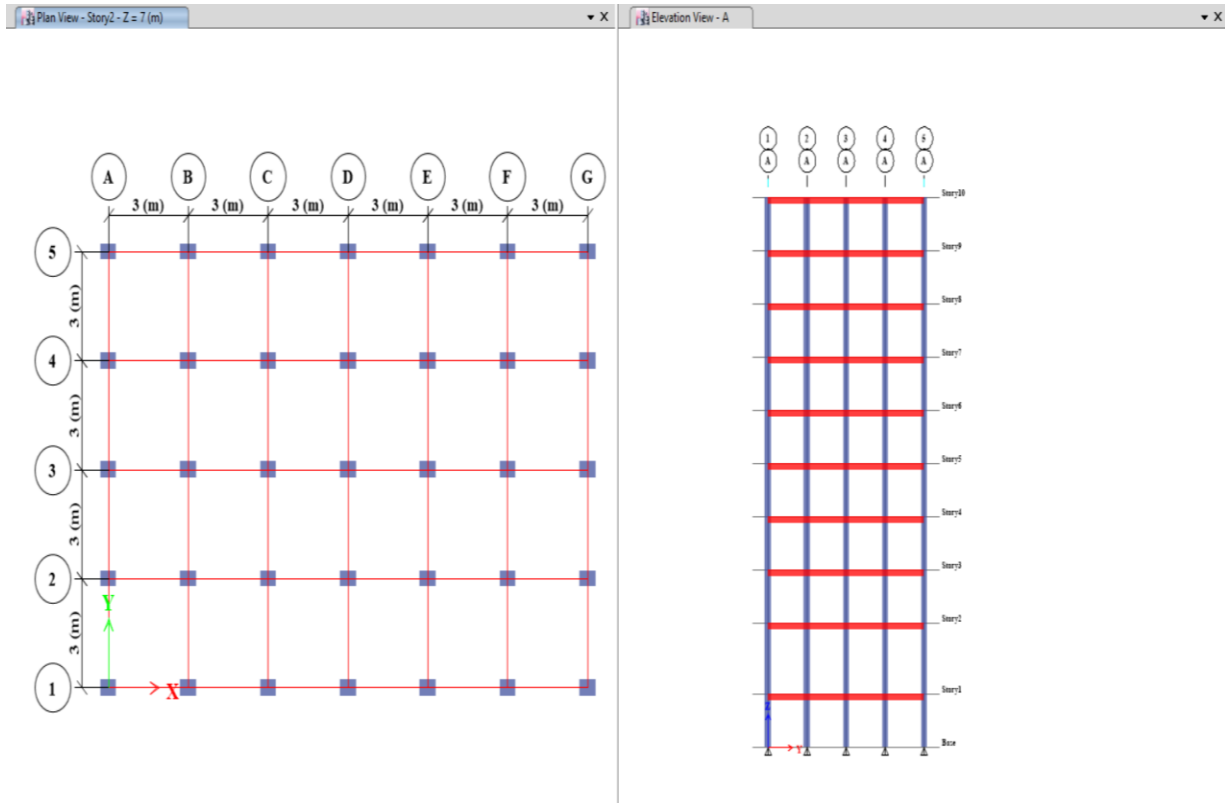 Plan View - Story2 - Z = 7 (m)
X
A
B
C
D
E
F
G
3 (m)
3 (m)
3 (m)
3 (m)
3 (m)
3 (m)
5
3 (m)
4
3 (m)
3
3 (m)
2
3 (m)
1
Y
X
Elevation View - A
X
1
2
3
4
5
A
A
A
A
A
Story10
Story9
Story8
Story7
Story6
Story5
Story4
Story3
Story2
Story1
Base
Z
Y